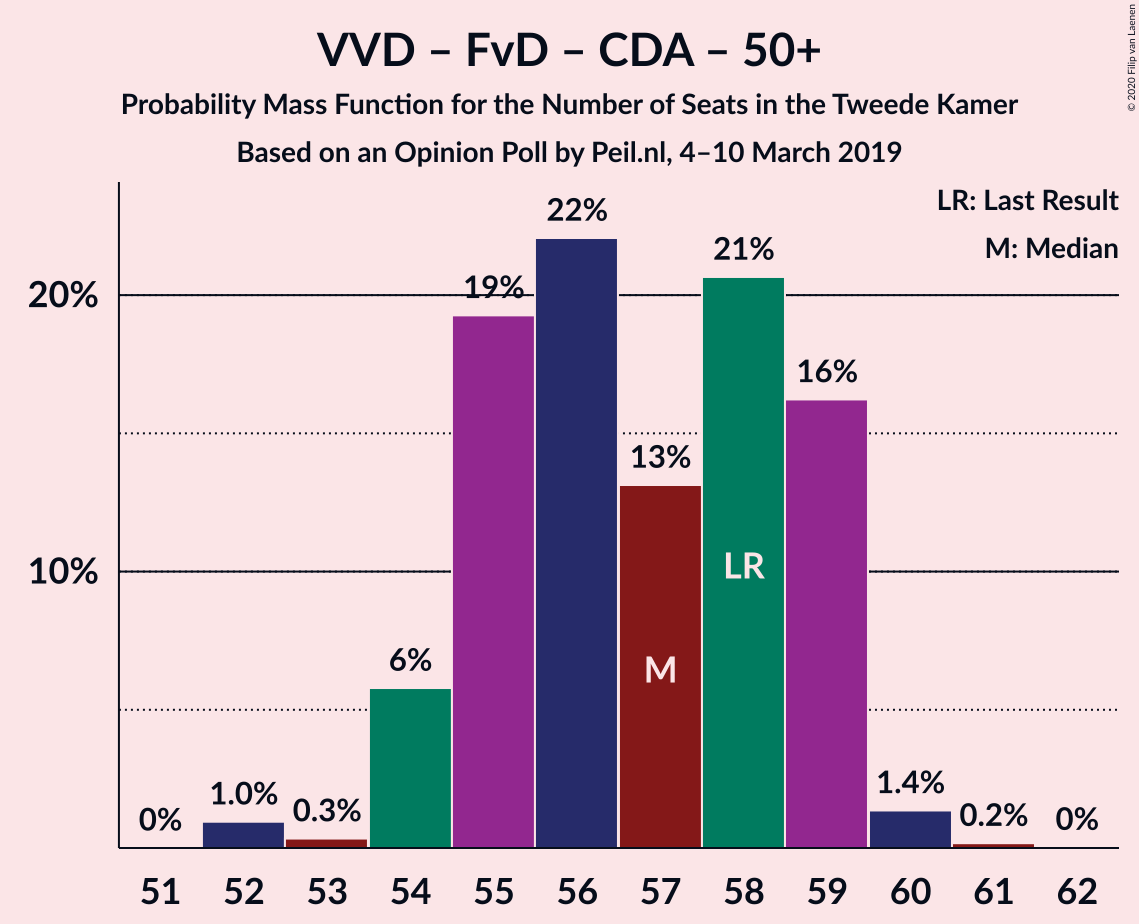 VVD – FvD – CDA – 50+
Probability Mass Function for the Number of Seats in the Tweede Kamer
Based on an Opinion Poll by Peil.nl, 4–10 March 2019
© 2020 Filip van Laenen
LR: Last Result
M: Median
20%
10%
0%
1.0%
0.3%
6%
19%
22%
13%
21%
16%
1.4%
0.2%
0%
LR
M
51 52 53 54 55 56 57 58 59 60 61 62